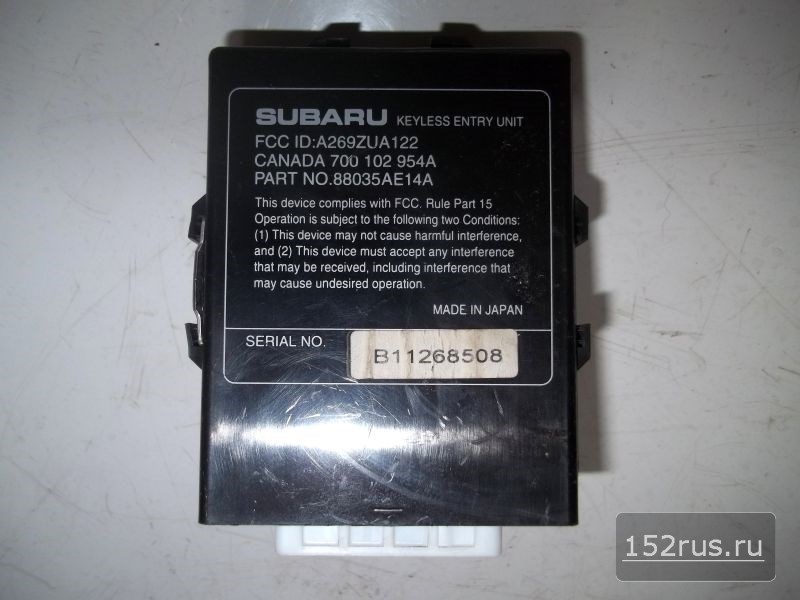 SUBARU KEYLESS ENTRY UNIT
FCC ID:A269ZUA122
CANADA 700 102 954A
PART NO.88035AE14A
This device complies with FCC. Rule Part 15
Operation is subject to the following two Conditions:
(1) This device may not cause harmful interference,
and (2) This device must accept any interference
that may be received, including interference that
may cause undesired operation.
MADE IN JAPAN
SERIAL NO. B11268508
152rus.ru